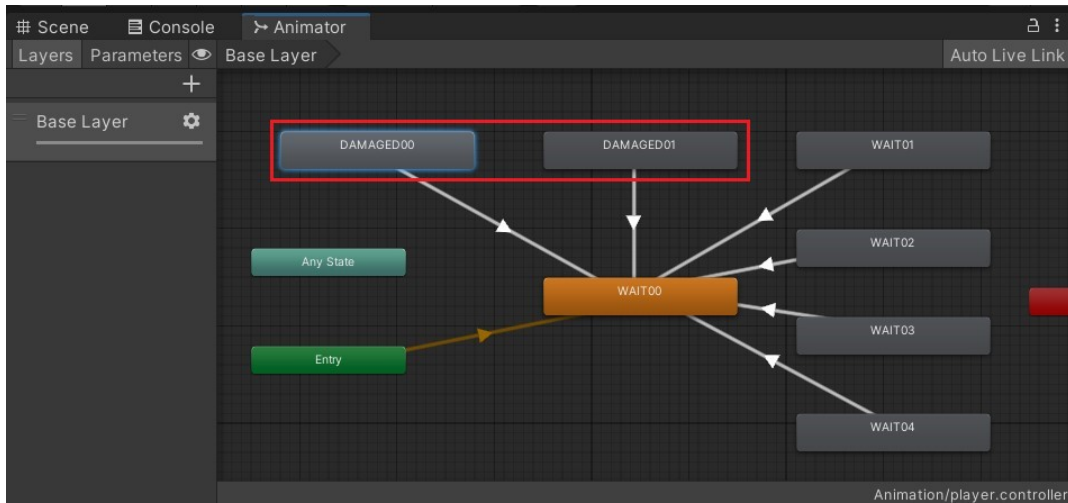 Scene Console Animator
Layers Parameters Base Layer Auto Live Link
Base Layer
DAMAGED00 DAMAGED01 WAIT01
WAIT02
Any State
WAIT00
WAIT03
Entry
WAIT04
Animation/player.controller